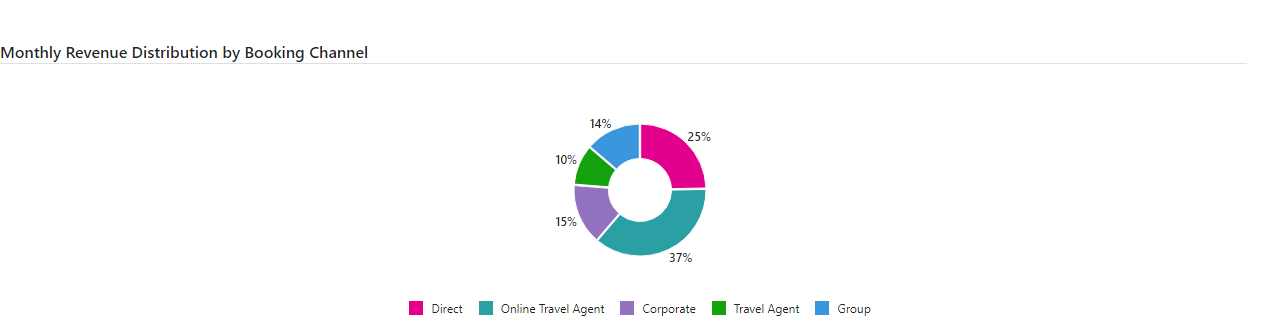 Monthly Revenue Distribution by Booking Channel
14%
25%
10%
15%
37%
Direct
Online Travel Agent
Corporate
Travel Agent
Group